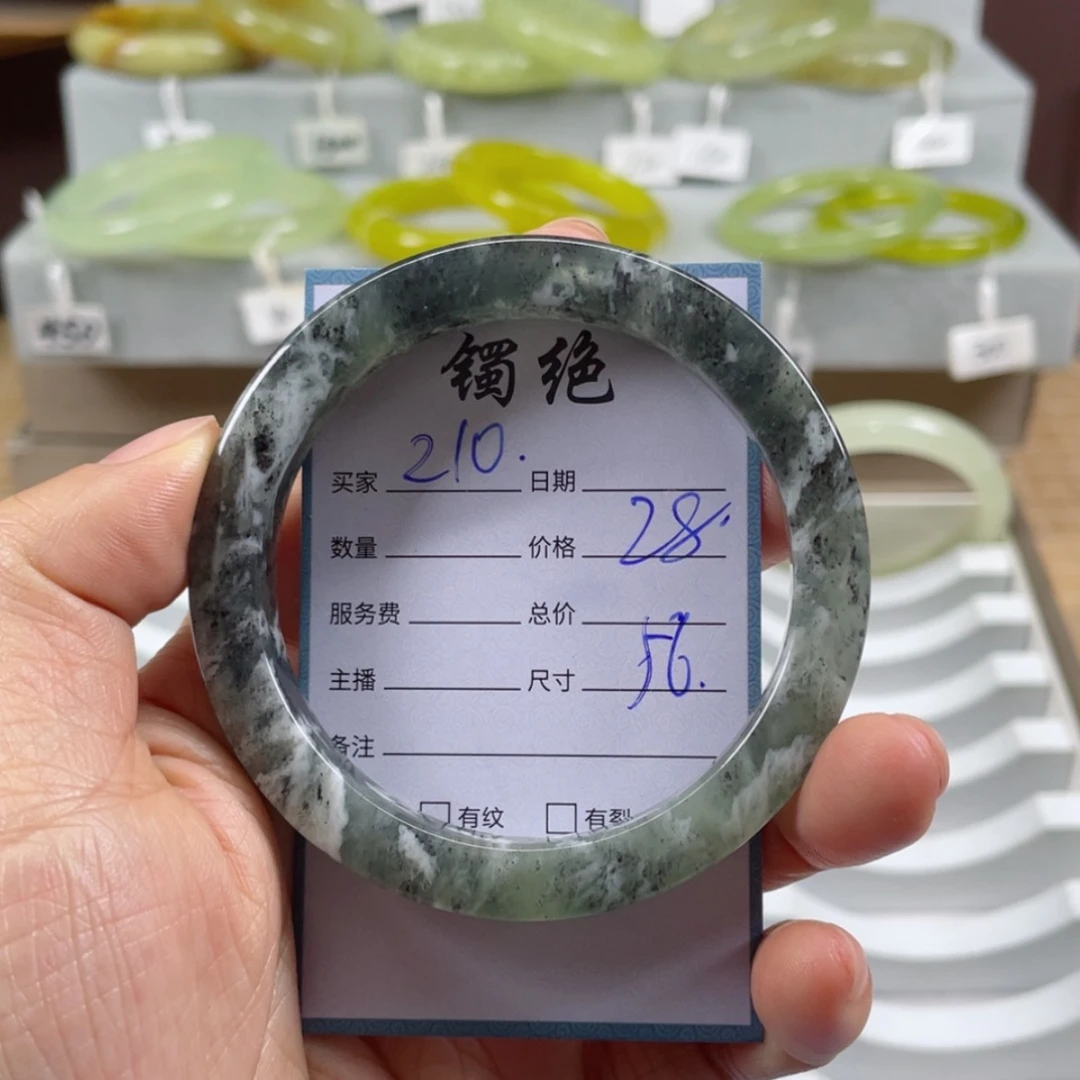 镯绝
买家 210. 日期
数量 价格 28.
服务费 总价
主播 尺寸 56.
备注
有纹 有裂